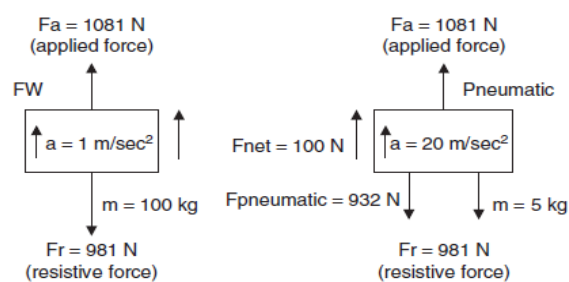 Fa = 1081 N
(applied force)
FW
a = 1 m/sec²
m = 100 kg
Fr = 981 N
(resistive force)
Fa = 1081 N
(applied force)
Pneumatic
Fnet = 100 N
a = 20 m/sec²
Fpneumatic = 932 N
m = 5 kg
Fr = 981 N
(resistive force)